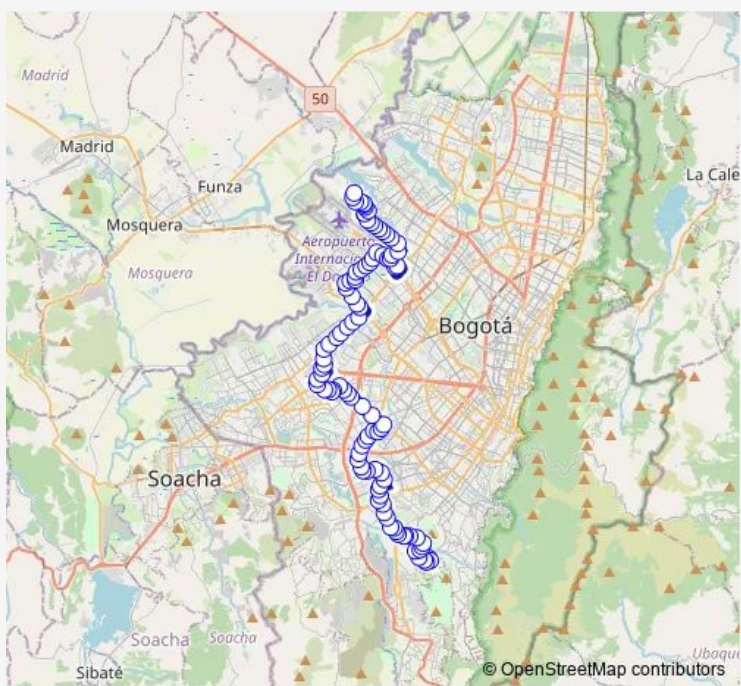 Madrid
50
Madrid
La Cale
Funza
Mosquera
Aeropuerto
Internacio
El Do
Mosquera
Bogotá
Soacha
Soacha
Soacha
Ubaque
Sibaté
© OpenStreetMap contributors